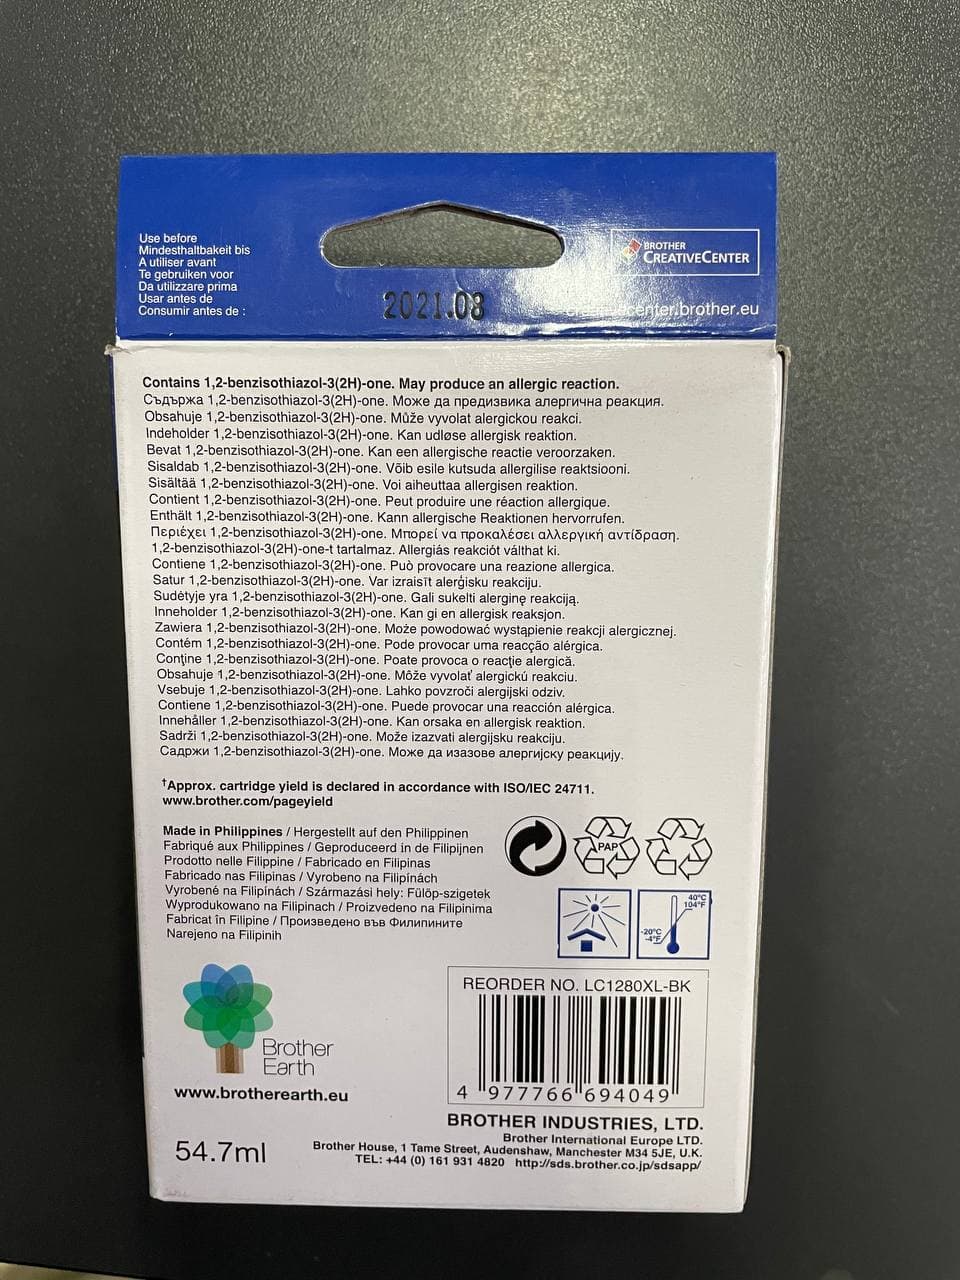 Use before
Mindesthaltbakeit bis
A utiliser avant
Te gebruiken voor
Da utilizzare prima
Usar antes de
Consumir antes de :
2021.08
BROTHER
CREATIVECENTER
creativecenter.brother.eu
Contains 1,2-benzisothiazol-3(2H)-one. May produce an allergic reaction.
Съдържа 1,2-benzisothiazol-3(2H)-one. Може да предизвика алергична реакция.
Obsahuje 1,2-benzisothiazol-3(2H)-one. Může vyvolat alergickou reakci.
Indeholder 1,2-benzisothiazol-3(2H)-one. Kan udløse allergisk reaktion.
Bevat 1,2-benzisothiazol-3(2H)-one. Kan een allergische reactie veroorzaken.
Sisaldab 1,2-benzisothiazol-3(2H)-one. Võib esile kutsuda allergilise reaktsiooni.
Sisältää 1,2-benzisothiazol-3(2H)-one. Voi aiheuttaa allergisen reaktion.
Contient 1,2-benzisothiazol-3(2H)-one. Peut produire une réaction allergique.
Enthält 1,2-benzisothiazol-3(2H)-one. Kann allergische Reaktionen hervorrufen.
Περιέχει 1,2-benzisothiazol-3(2H)-one. Μπορεί να προκαλέσει αλλεργική αντίδραση.
1,2-benzisothiazol-3(2H)-one-t tartalmaz. Allergiás reakciót válthat ki.
Contiene 1,2-benzisothiazol-3(2H)-one. Può provocare una reazione allergica.
Satur 1,2-benzisothiazol-3(2H)-one. Var izraisīt alerģisku reakciju.
Sudėtyje yra 1,2-benzisothiazol-3(2H)-one. Gali sukelti alerginę reakciją.
Inneholder 1,2-benzisothiazol-3(2H)-one. Kan gi en allergisk reaksjon.
Zawiera 1,2-benzisothiazol-3(2H)-one. Może powodować wystąpienie reakcji alergicznej.
Contém 1,2-benzisothiazol-3(2H)-one. Pode provocar uma reacção alérgica.
Conţine 1,2-benzisothiazol-3(2H)-one. Poate provoca o reacţie alergică.
Obsahuje 1,2-benzisothiazol-3(2H)-one. Môže vyvolať alergickú reakciu.
Vsebuje 1,2-benzisothiazol-3(2H)-one. Lahko povzroči alergijski odziv.
Contiene 1,2-benzisothiazol-3(2H)-one. Puede provocar una reacción alérgica.
Innehåller 1,2-benzisothiazol-3(2H)-one. Kan orsaka en allergisk reaktion.
Sadrži 1,2-benzisothiazol-3(2H)-one. Može izazvati alergijsku reakciju.
Садржи 1,2-benzisothiazol-3(2H)-one. Може да изазове алергијску реакцију.
†Approx. cartridge yield is declared in accordance with ISO/IEC 24711.
www.brother.com/pageyield
Made in Philippines / Hergestellt auf den Philippinen
Fabriqué aux Philippines / Geproduceerd in de Filipijnen
Prodotto nelle Filippine / Fabricado en Filipinas
Fabricado nas Filipinas / Vyrobeno na Filipínách
Vyrobené na Filipínách / Származási hely: Fülöp-szigetek
Wyprodukowano na Filipinach / Proizvedeno na Filipinima
Fabricat în Filipine / Произведено във Филипините
Narejeno na Filipinih
PAP
40°C
104°F
-20°C
-4°F
Brother
Earth
www.brotherearth.eu
54.7ml
REORDER NO. LC1280XL-BK
4 977766 694049
BROTHER INDUSTRIES, LTD.
Brother International Europe LTD.
Brother House, 1 Tame Street, Audenshaw, Manchester M34 5JE, U.K.
TEL: +44 (0) 161 931 4820 http://sds.brother.co.jp/sdsapp/